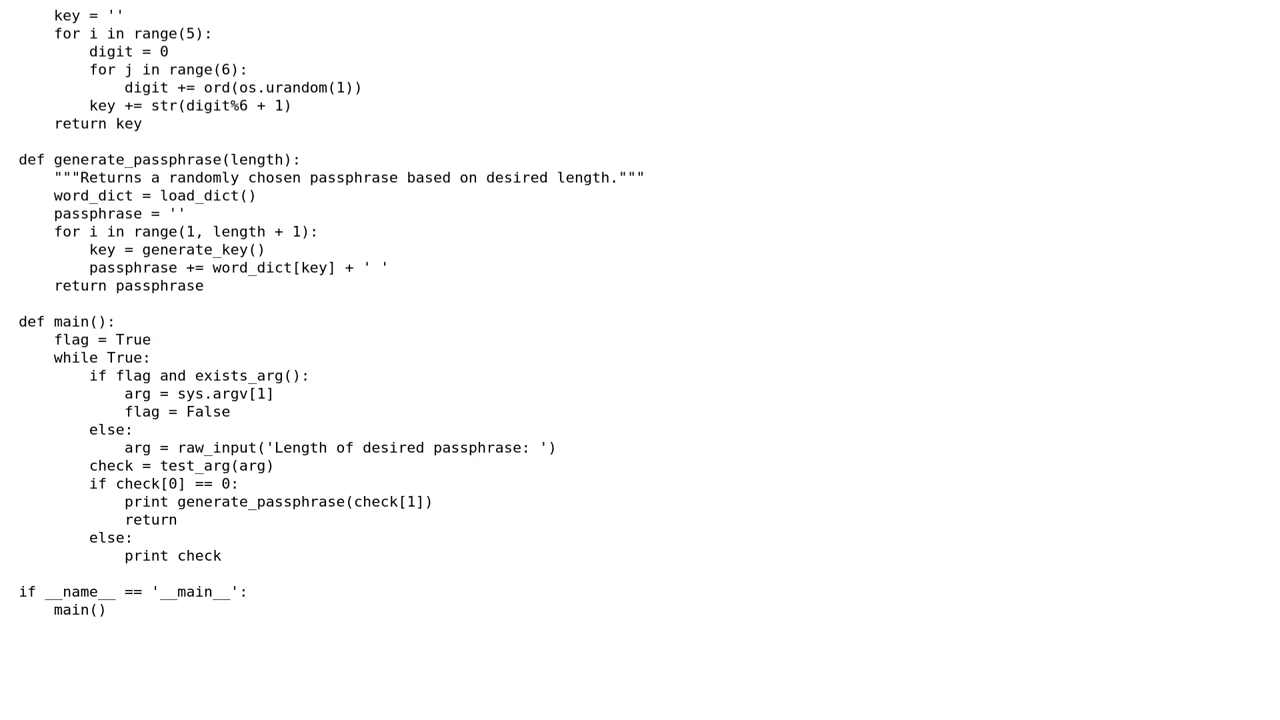 key = ''
    for i in range(5):
        digit = 0
        for j in range(6):
            digit += ord(os.urandom(1))
        key += str(digit%6 + 1)
    return key

def generate_passphrase(length):
    """Returns a randomly chosen passphrase based on desired length."""
    word_dict = load_dict()
    passphrase = ''
    for i in range(1, length + 1):
        key = generate_key()
        passphrase += word_dict[key] + ' '
    return passphrase

def main():
    flag = True
    while True:
        if flag and exists_arg():
            arg = sys.argv[1]
            flag = False
        else:
            arg = raw_input('Length of desired passphrase: ')
        check = test_arg(arg)
        if check[0] == 0:
            print generate_passphrase(check[1])
            return
        else:
            print check

if __name__ == '__main__':
    main()